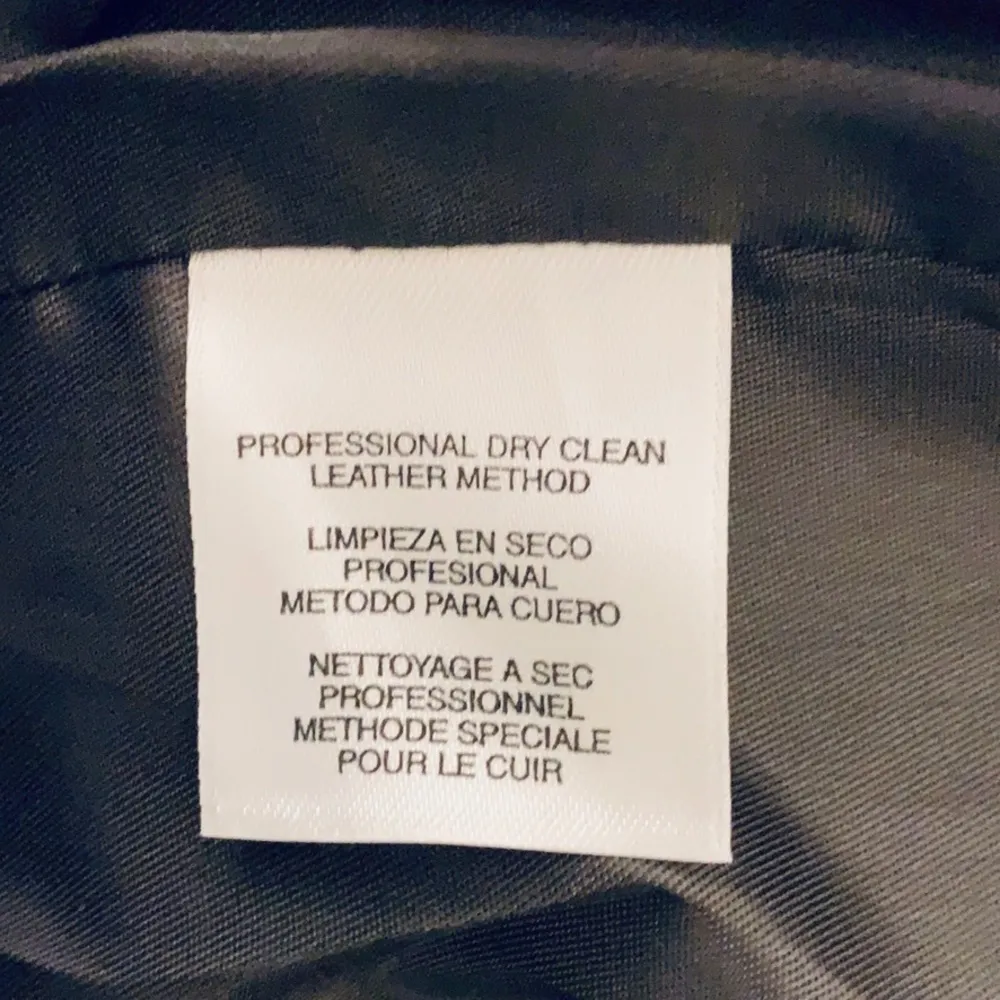 PROFESSIONAL DRY CLEAN
LEATHER METHOD
LIMPIEZA EN SECO
PROFESIONAL
METODO PARA CUERO
NETTOYAGE A SEC
PROFESSIONNEL
METHODE SPECIALE
POUR LE CUIR